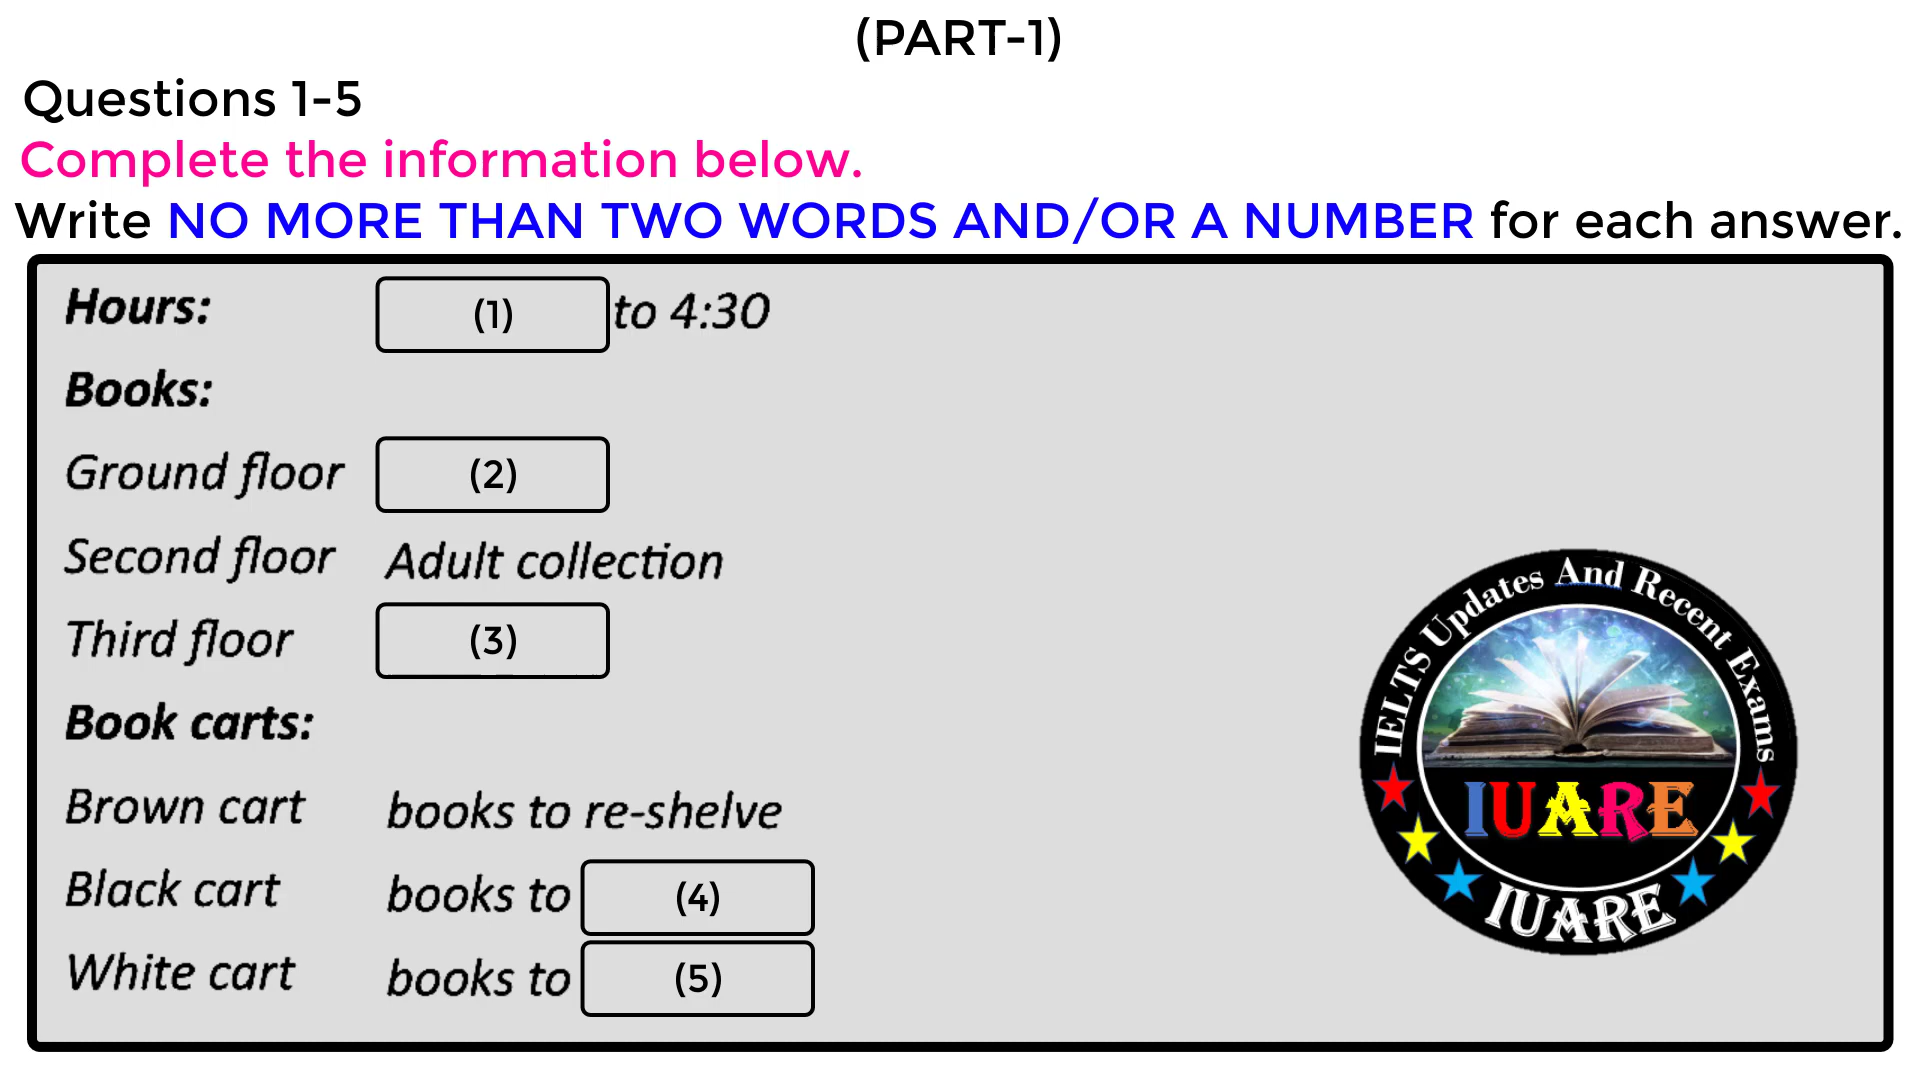 (PART-1)
Questions 1-5
Complete the information below.
Write NO MORE THAN TWO WORDS AND/OR A NUMBER for each answer.
Hours: (1) to 4:30
Books:
Ground floor (2)
Second floor Adult collection
Third floor (3)
Book carts:
Brown cart books to re-shelve
Black cart books to (4)
White cart books to (5)
IELTS Updates And Recent Exams
IUARE
IUARE